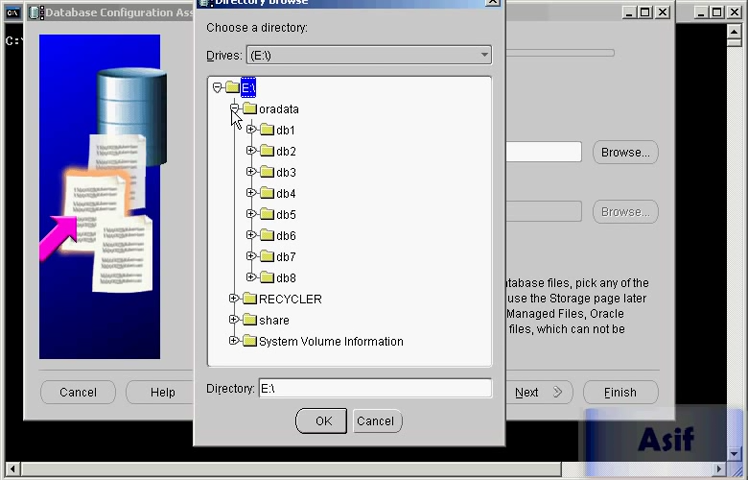 Database Configuration Ass
Directory browse
Choose a directory:
Drives: (E:\)
E:\
oradata
db1
db2
db3
db4
db5
db6
db7
db8
RECYCLER
share
System Volume Information
Directory: E:\
OK
Cancel
Browse...
Browse...
tabase files, pick any of the
use the Storage page later
Managed Files, Oracle
files, which can not be
Cancel
Help
Next
Finish
Asif